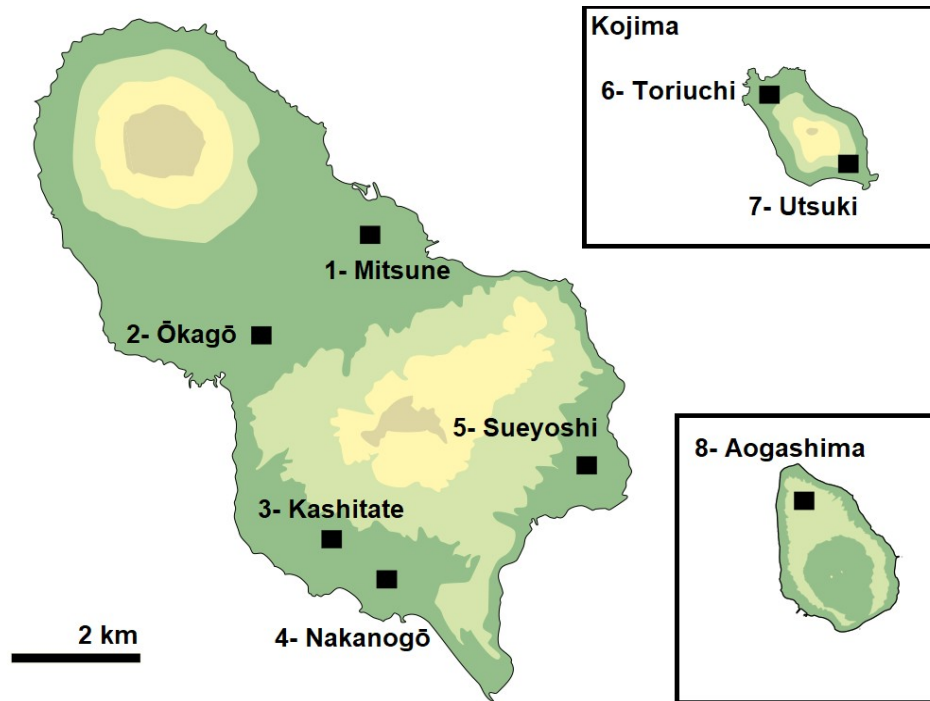 Kojima
6- Toriuchi
7- Utsuki
1- Mitsune
2- Ōkagō
5- Sueyoshi
8- Aogashima
3- Kashitate
4- Nakanogō
2 km